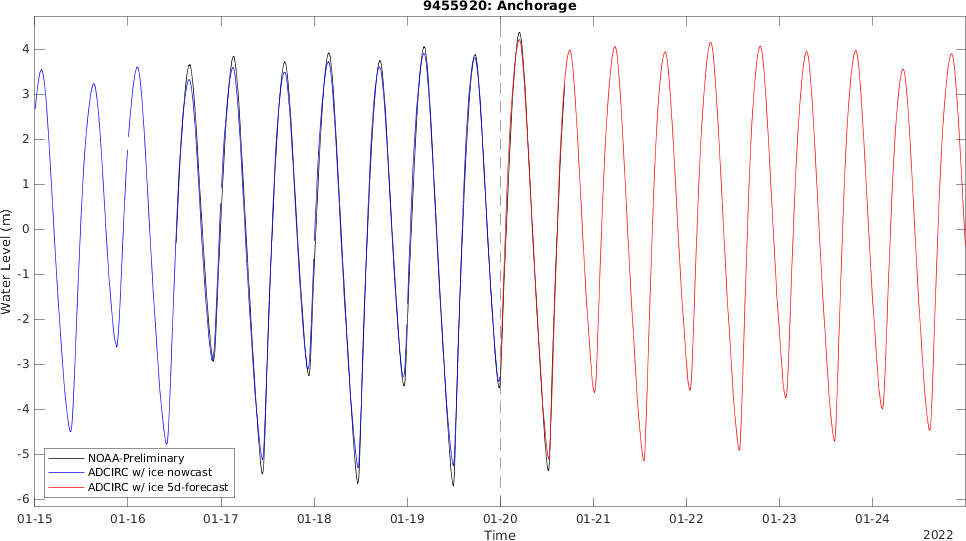 9455920: Anchorage
4
3
2
1
0
-1
-2
-3
-4
-5
-6
Water Level (m)
NOAA-Preliminary
ADCIRC w/ ice nowcast
ADCIRC w/ ice 5d-forecast
01-15 01-16 01-17 01-18 01-19 01-20 01-21 01-22 01-23 01-24
Time
2022